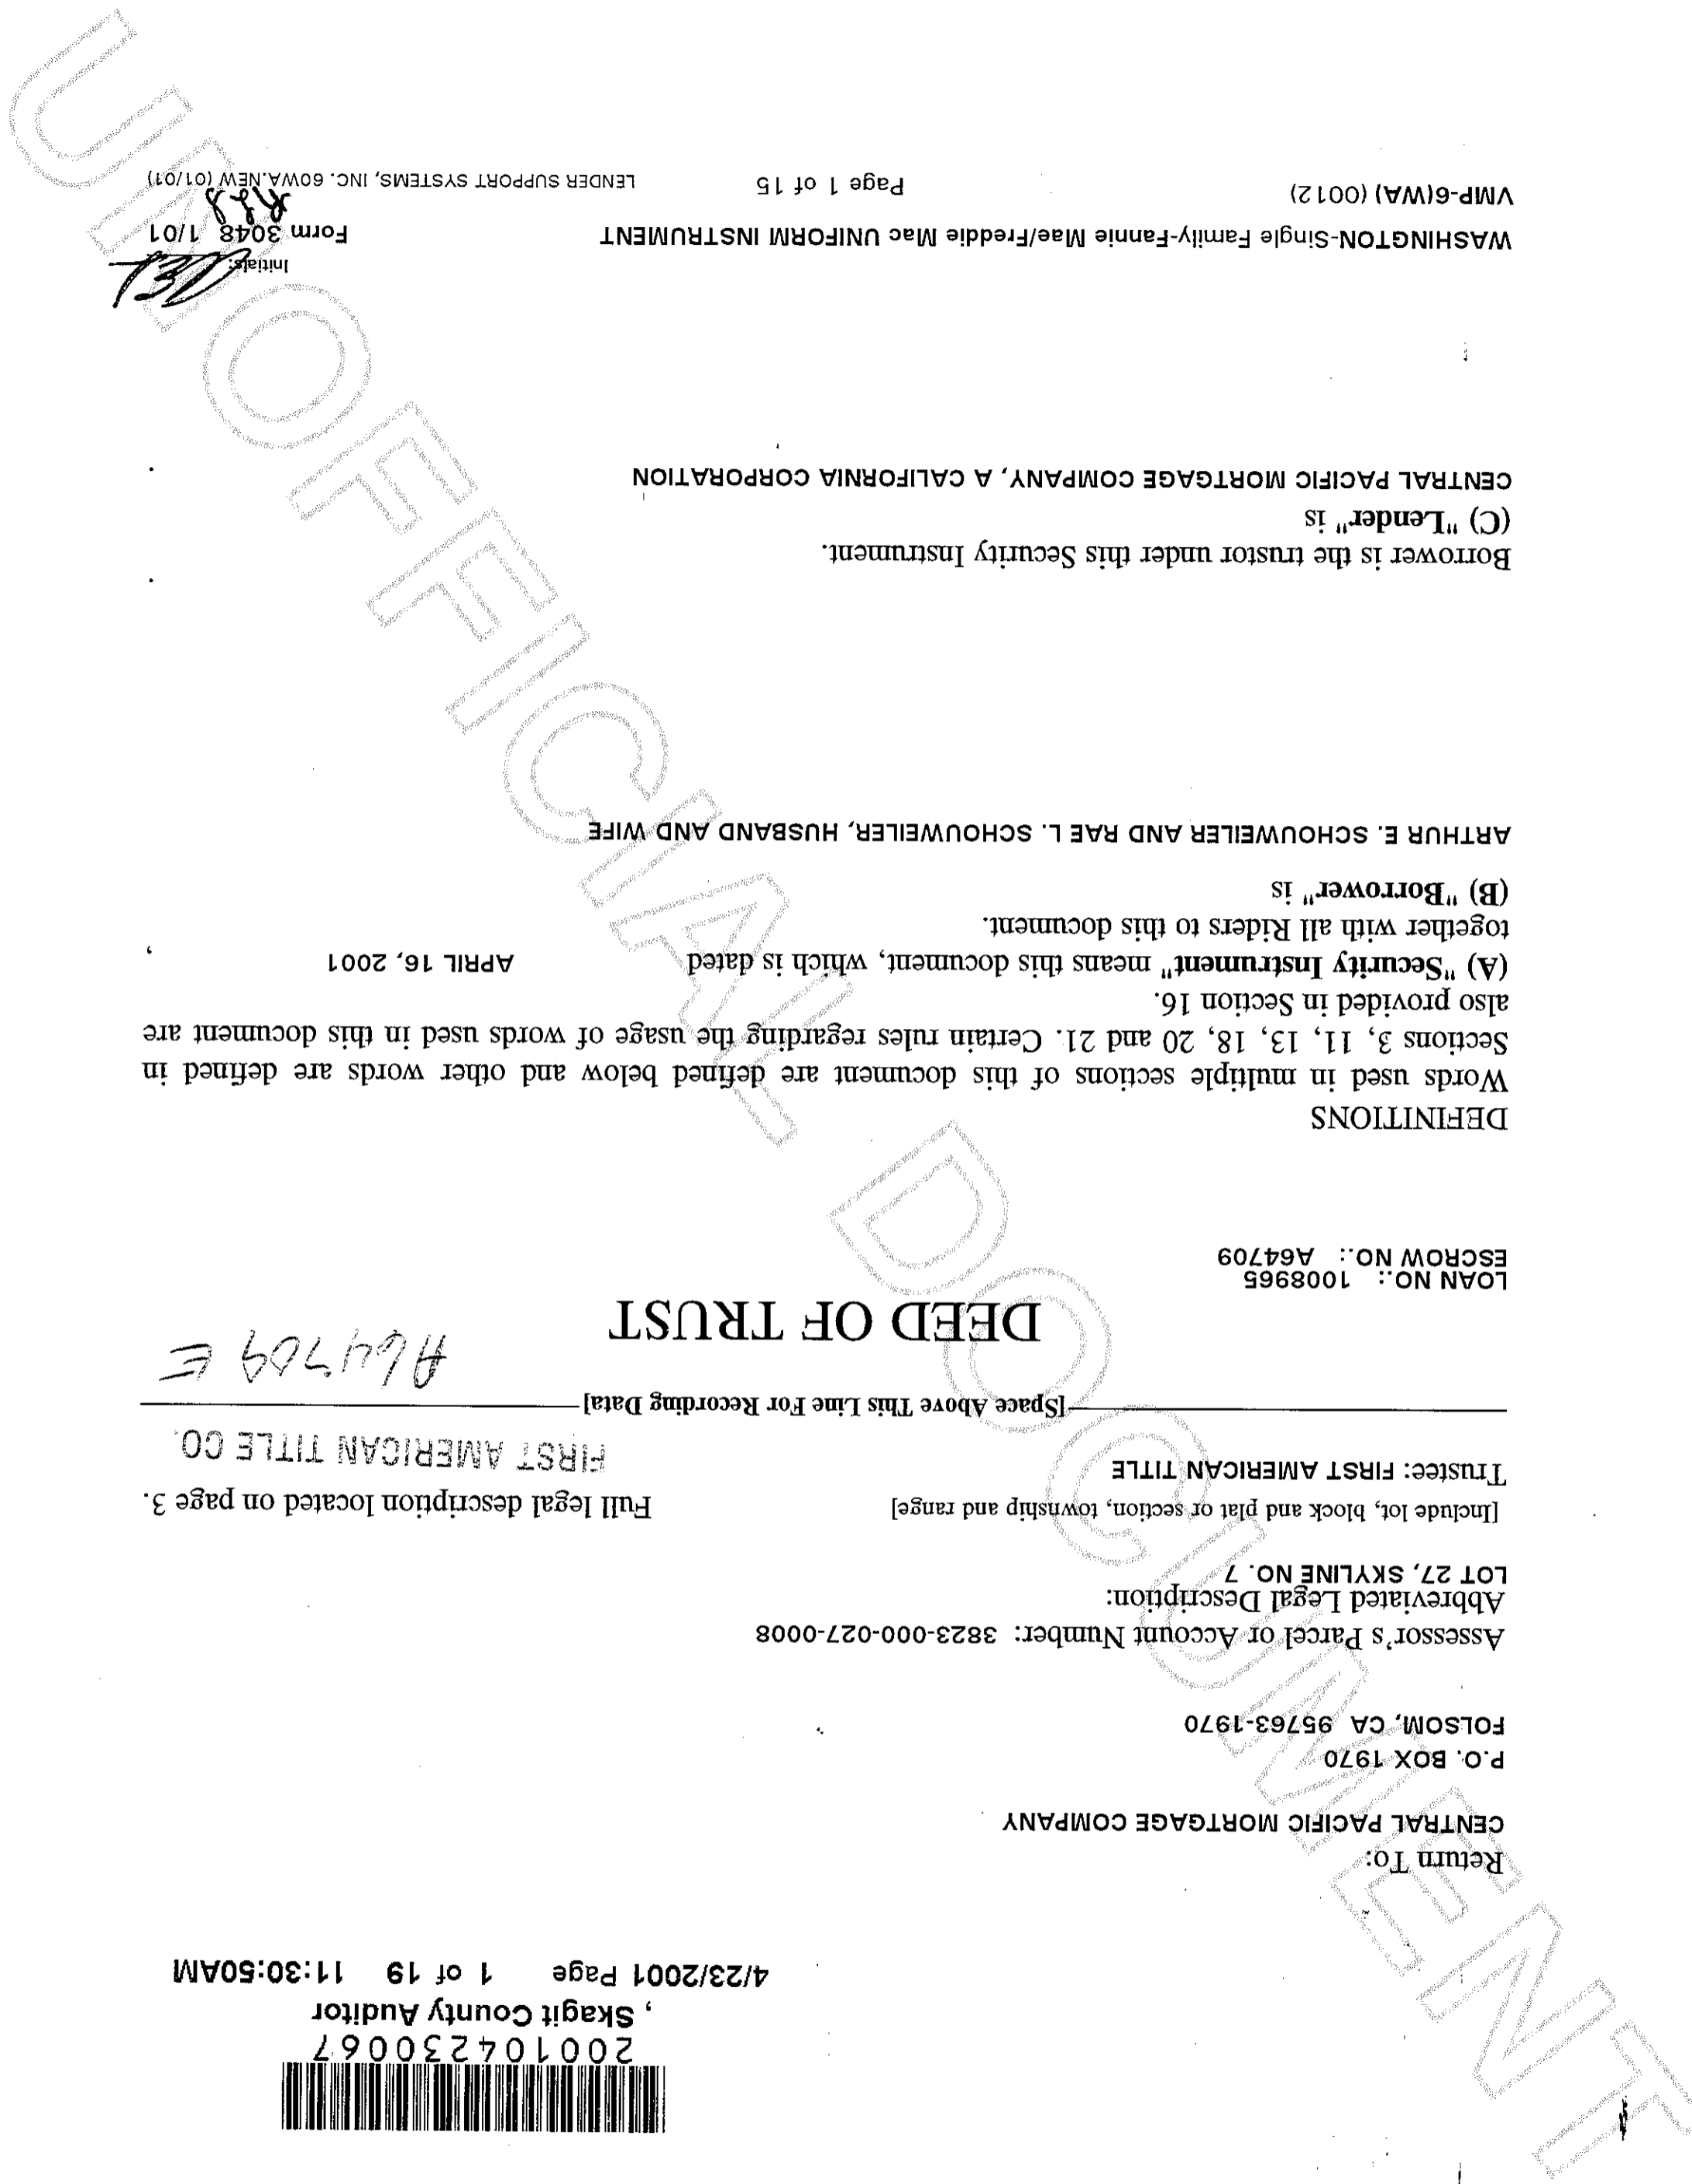 200104230067
, Skagit County Auditor
4/23/2001 Page 1 of 19 11:30:50AM
Return To:
CENTRAL PACIFIC MORTGAGE COMPANY
P.O. BOX 1970
FOLSOM, CA 95763-1970
Assessor's Parcel or Account Number: 3823-000-027-0008
Abbreviated Legal Description:
LOT 27, SKYLINE NO. 7
[Include lot, block and plat or section, township and range]
Full legal description located on page 3.
Trustee: FIRST AMERICAN TITLE
FIRST AMERICAN TITLE CO.
[Space Above This Line For Recording Data]
A64709 E
DEED OF TRUST
LOAN NO.: 1008965
ESCROW NO.: A64709
DEFINITIONS
Words used in multiple sections of this document are defined below and other words are defined in
Sections 3, 11, 13, 18, 20 and 21. Certain rules regarding the usage of words used in this document are
also provided in Section 16.
(A) "Security Instrument" means this document, which is dated APRIL 16, 2001 ,
together with all Riders to this document.
(B) "Borrower" is
ARTHUR E. SCHOUWEILER AND RAE L. SCHOUWEILER, HUSBAND AND WIFE
Borrower is the trustor under this Security Instrument.
(C) "Lender" is
CENTRAL PACIFIC MORTGAGE COMPANY, A CALIFORNIA CORPORATION
Initials:
WASHINGTON-Single Family-Fannie Mae/Freddie Mac UNIFORM INSTRUMENT
Form 3048 1/01
VMP-6(WA) (0012)
Page 1 of 15
LENDER SUPPORT SYSTEMS, INC. 60WA.NEW (01/01)
UNOFFICIAL DOCUMENT